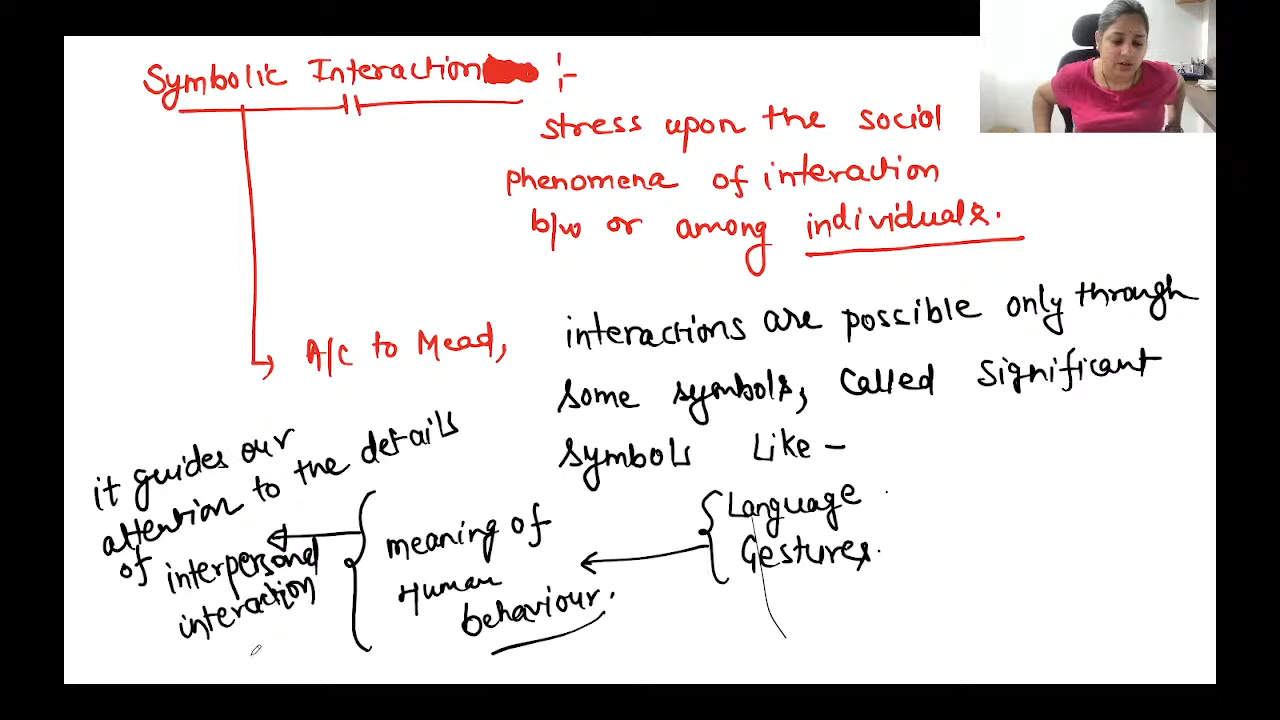 Symbolic Interaction :-
stress upon the social
phenomena of interaction
b/w or among individuals.
A/C to Mead,
interactions are possible only through
some symbols, called significant
symbols like -
Language
Gestures.
meaning of
Human
behaviour.
it guides our
attention to the details
of interpersonal
interaction